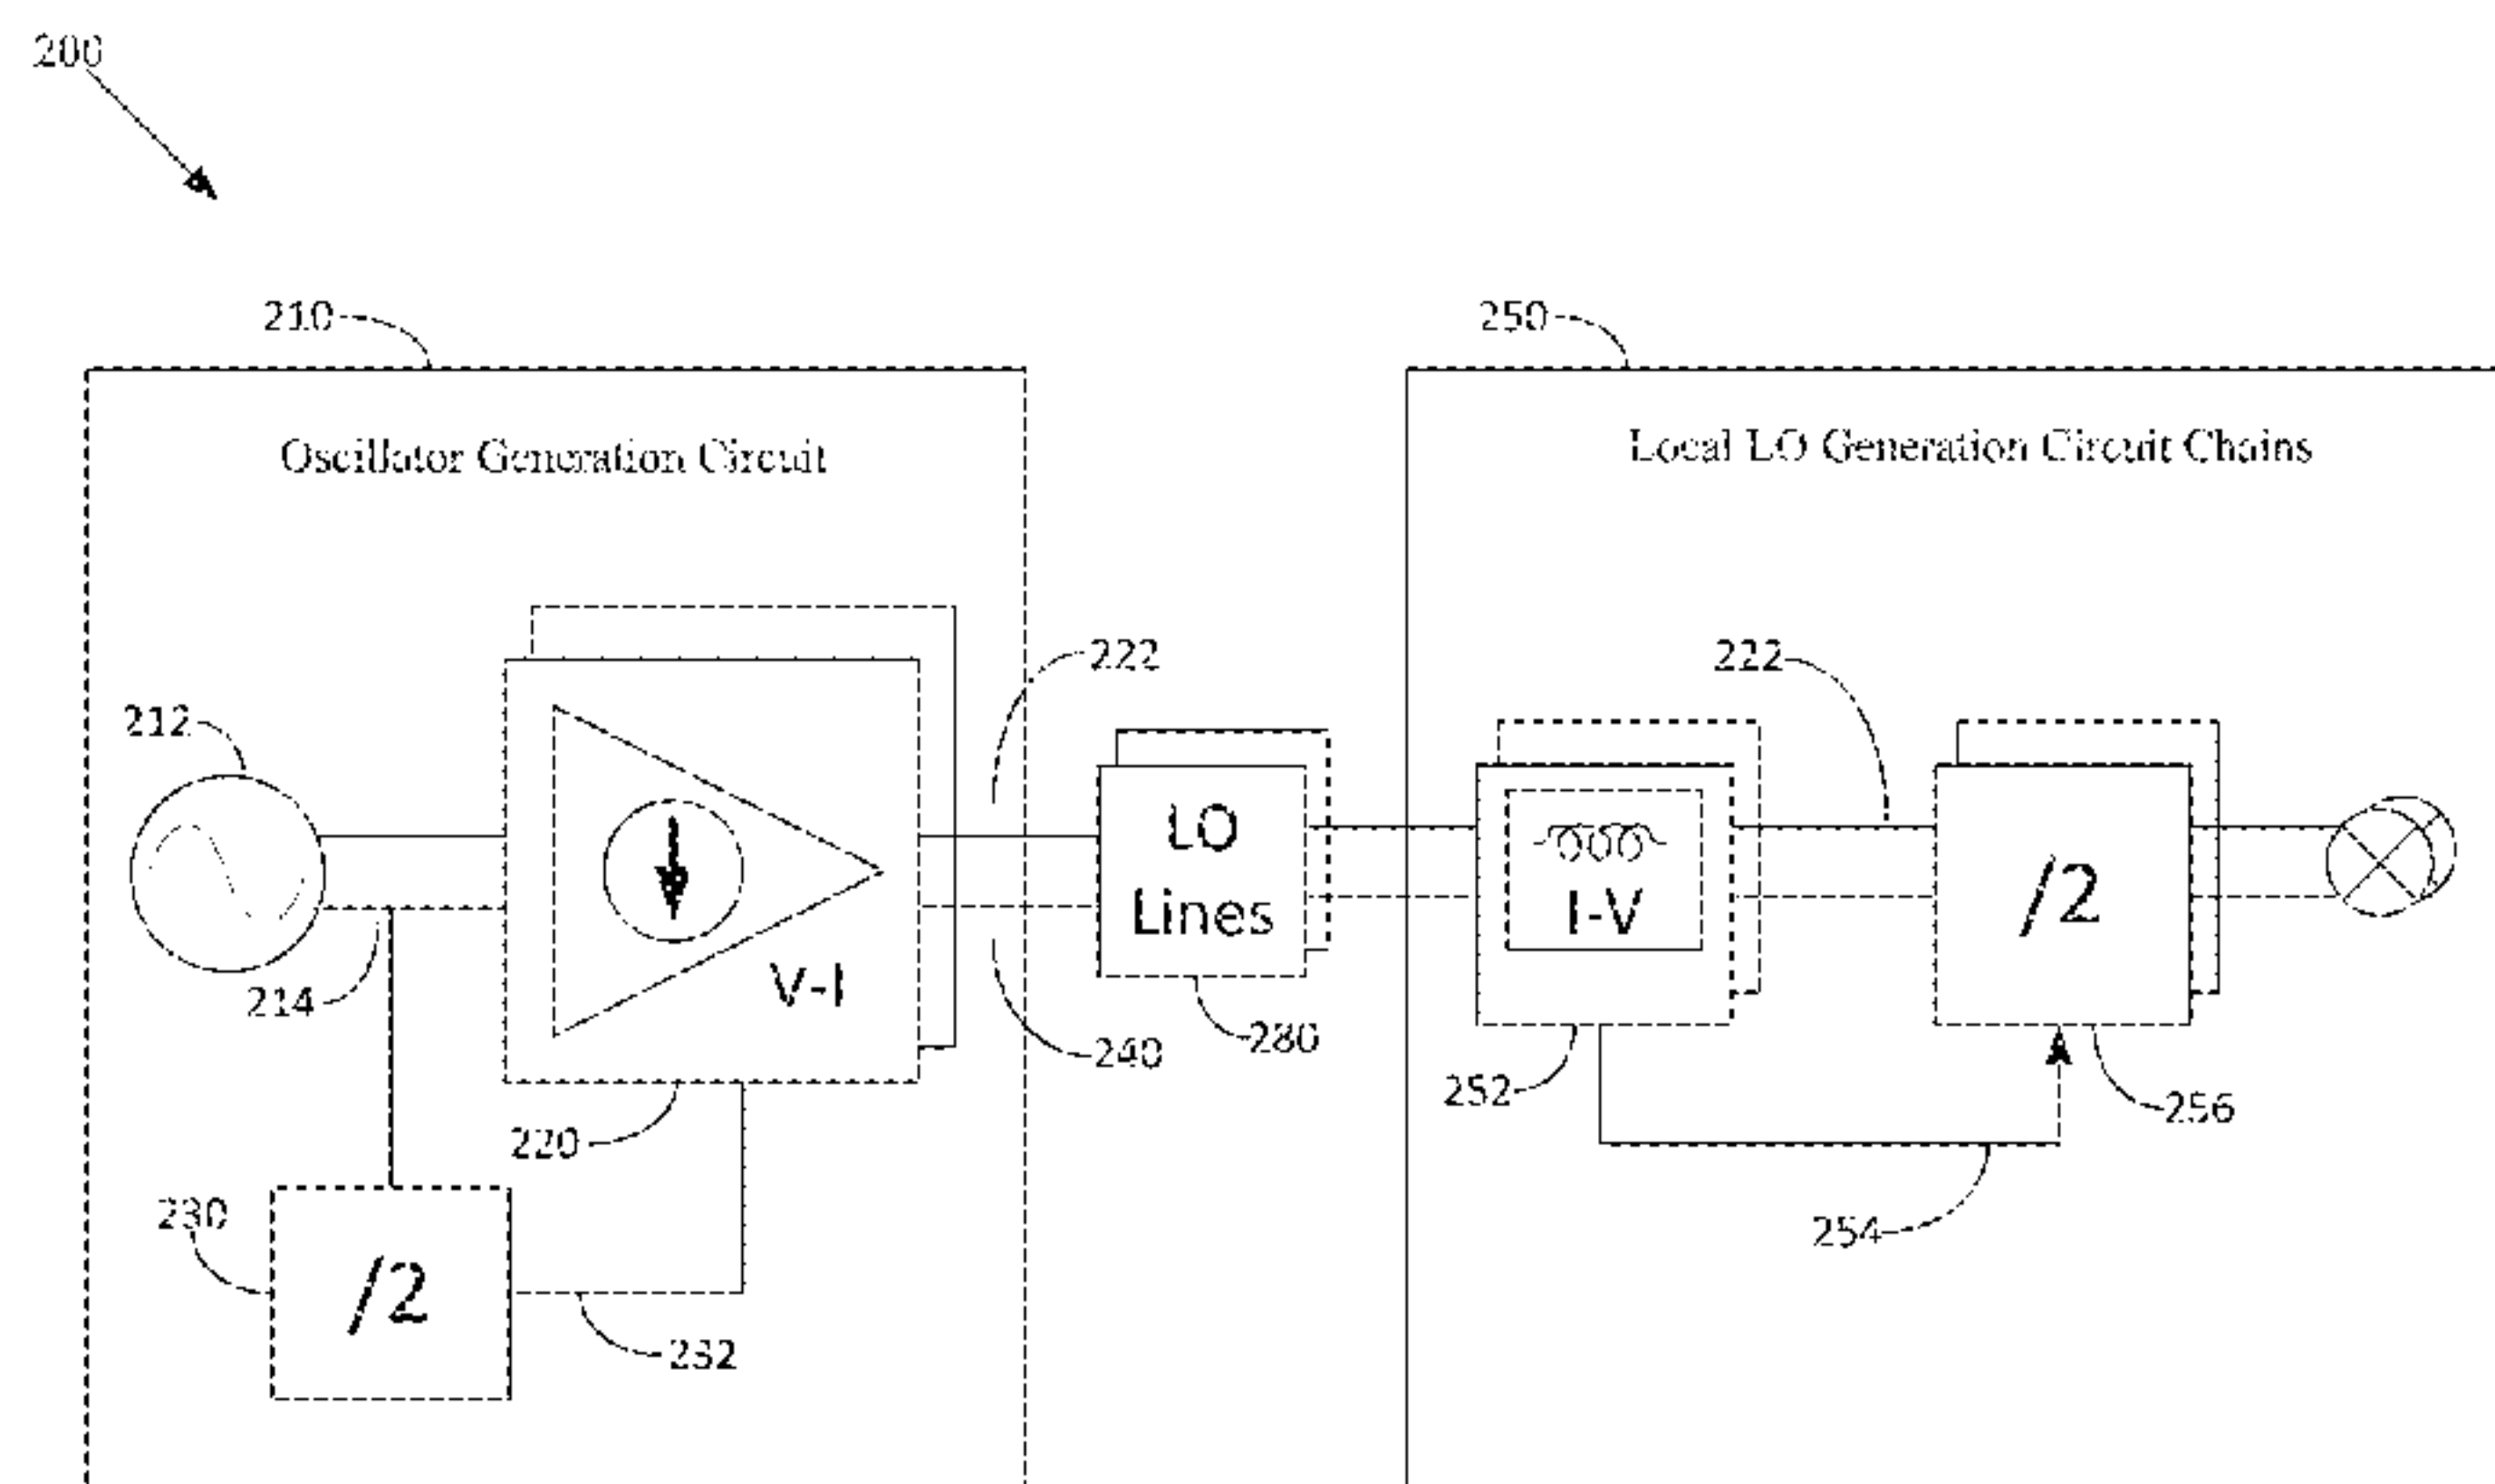 200
210
250
Oscillator Generation Circuit
Local LO Generation Circuit Chains
222
222
212
LO
Lines
I-V
/2
V-I
214
240
280
252
256
220
230
254
/2
232